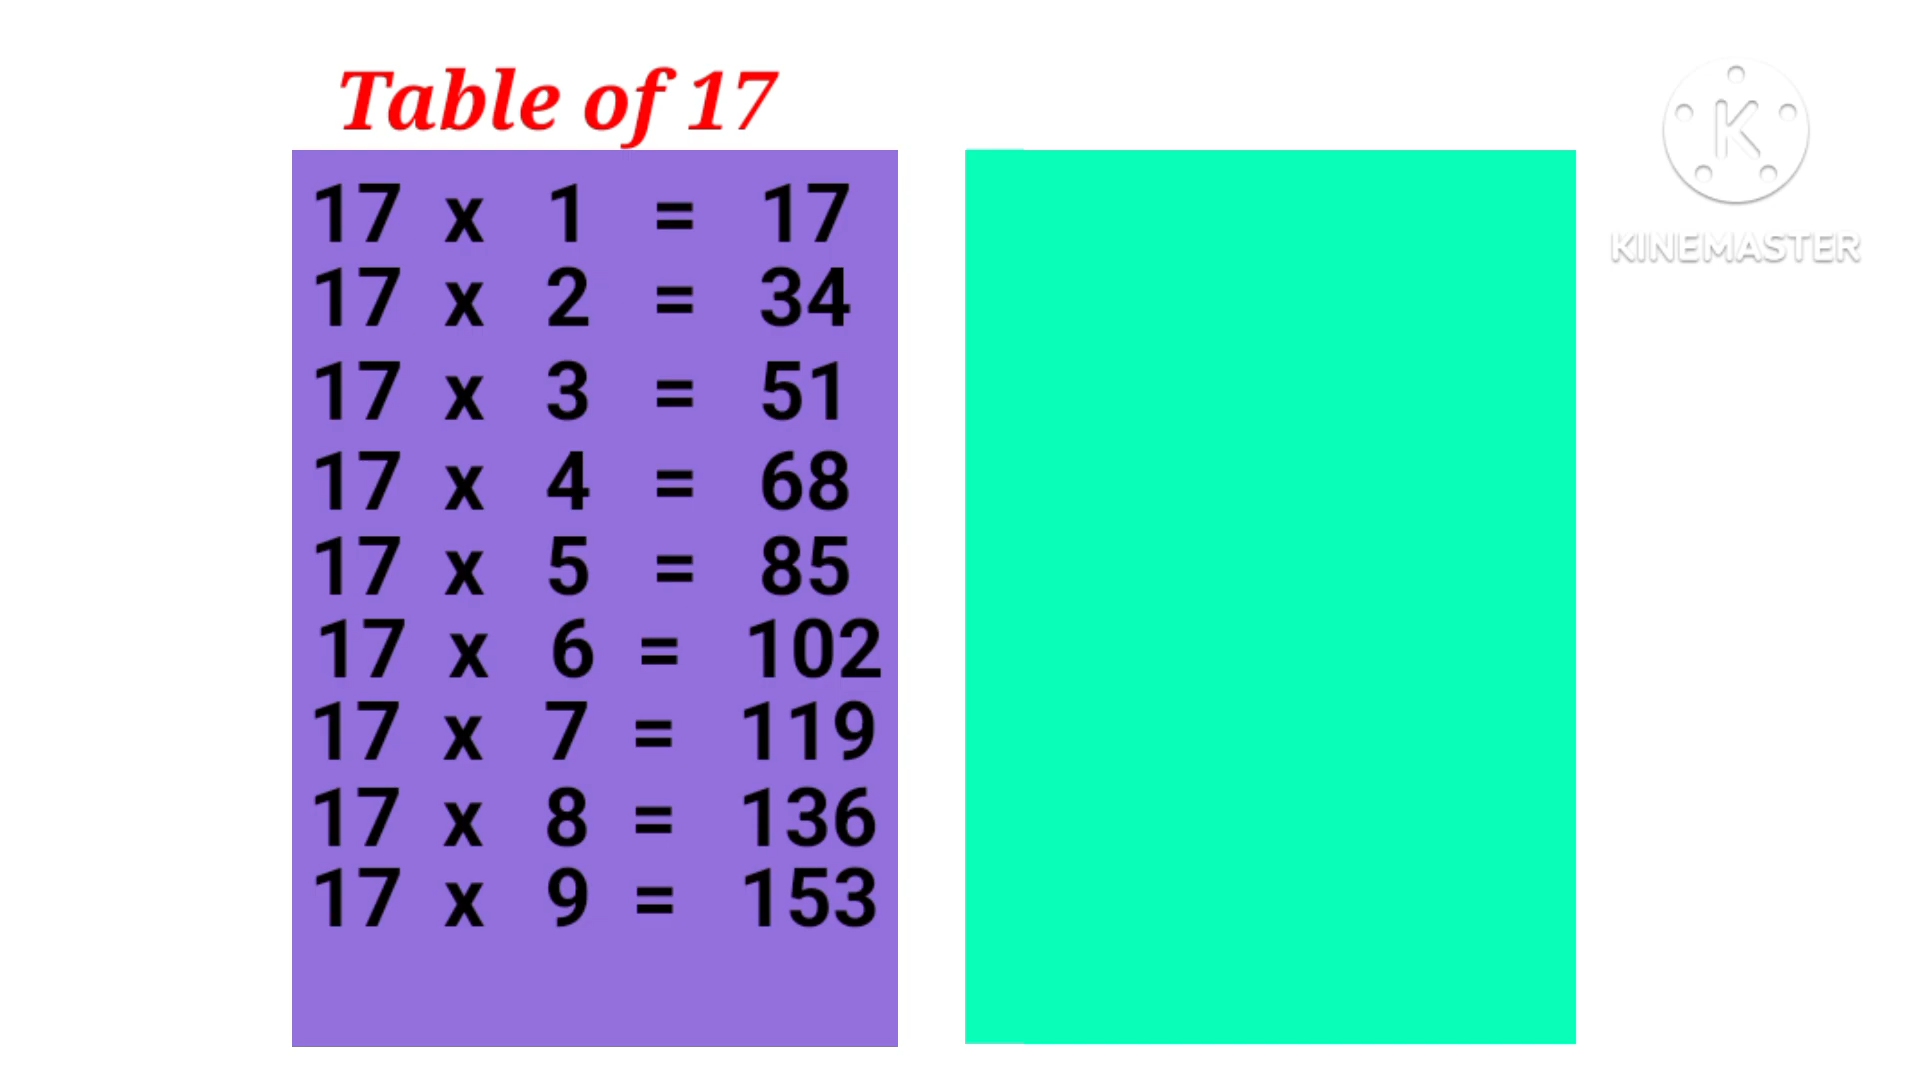 Table of 17
17 x 1 = 17
17 x 2 = 34
17 x 3 = 51
17 x 4 = 68
17 x 5 = 85
17 x 6 = 102
17 x 7 = 119
17 x 8 = 136
17 x 9 = 153
K
KINEMASTER